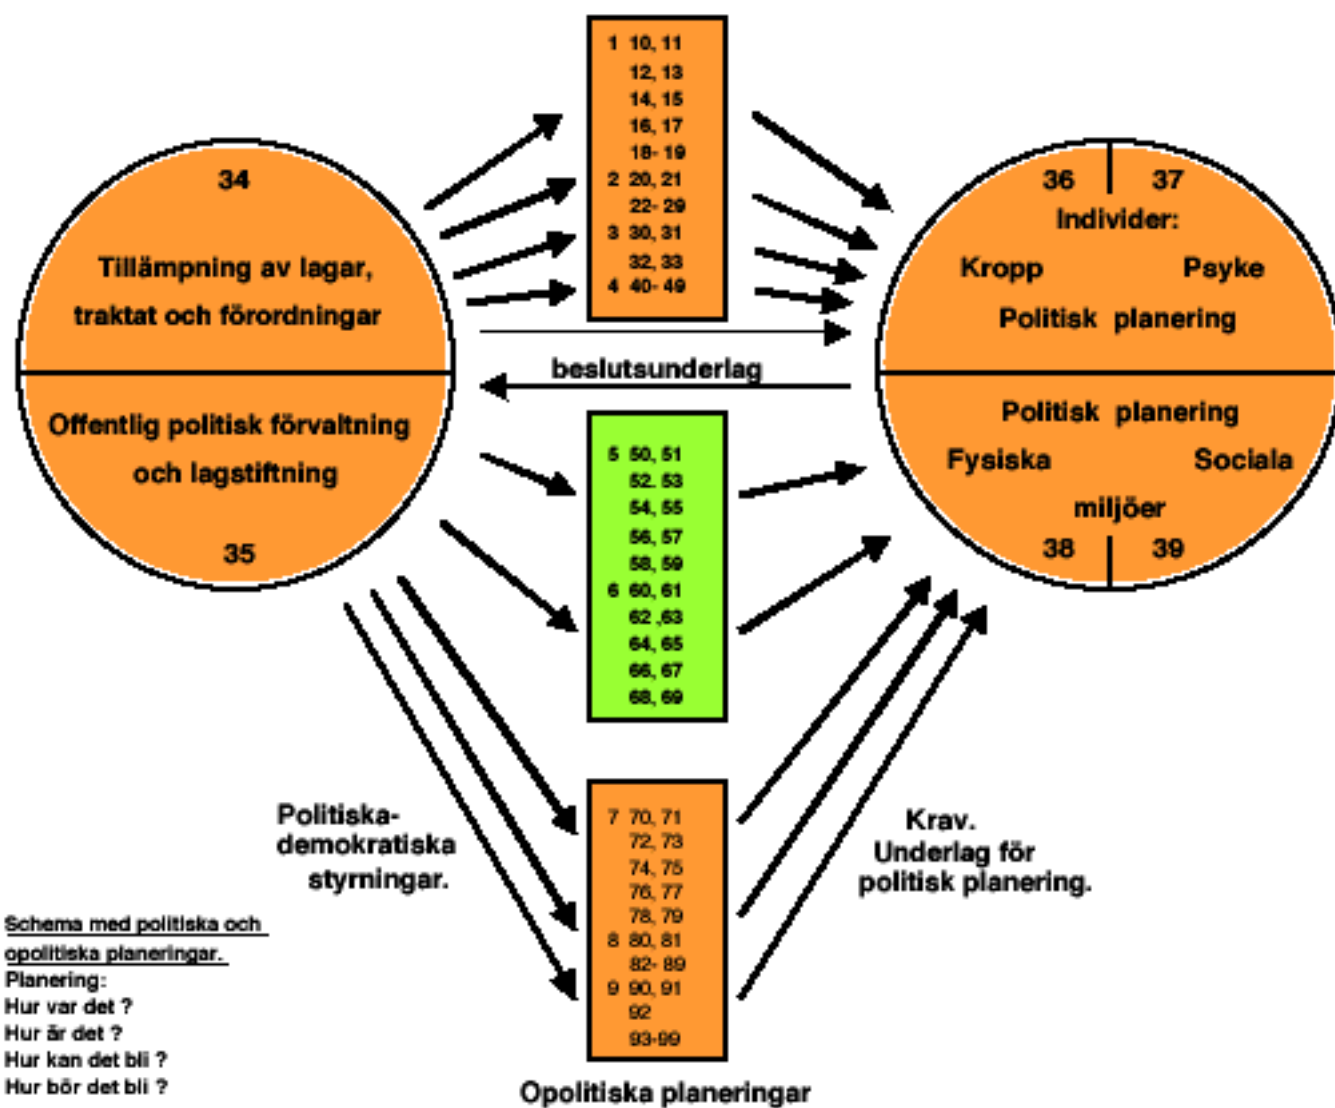 34
Tillämpning av lagar,
traktat och förordningar
Offentlig politisk förvaltning
och lagstiftning
35
1 10, 11
12, 13
14, 15
16, 17
18- 19
2 20, 21
22- 29
3 30, 31
32, 33
4 40- 49
beslutsunderlag
5 50, 51
52. 53
54, 55
56, 57
58, 59
6 60, 61
62 ,63
64, 65
66, 67
68, 69
7 70, 71
72, 73
74, 75
76, 77
78, 79
8 80, 81
82- 89
9 90, 91
92
93-99
Opolitiska planeringar
36 37
Individer:
Kropp Psyke
Politisk planering
Politisk planering
Fysiska Sociala
miljöer
38 39
Politiska-
demokratiska
styrningar.
Krav.
Underlag för
politisk planering.
Schema med politiska och
opolitiska planeringar.
Planering:
Hur var det ?
Hur är det ?
Hur kan det bli ?
Hur bör det bli ?